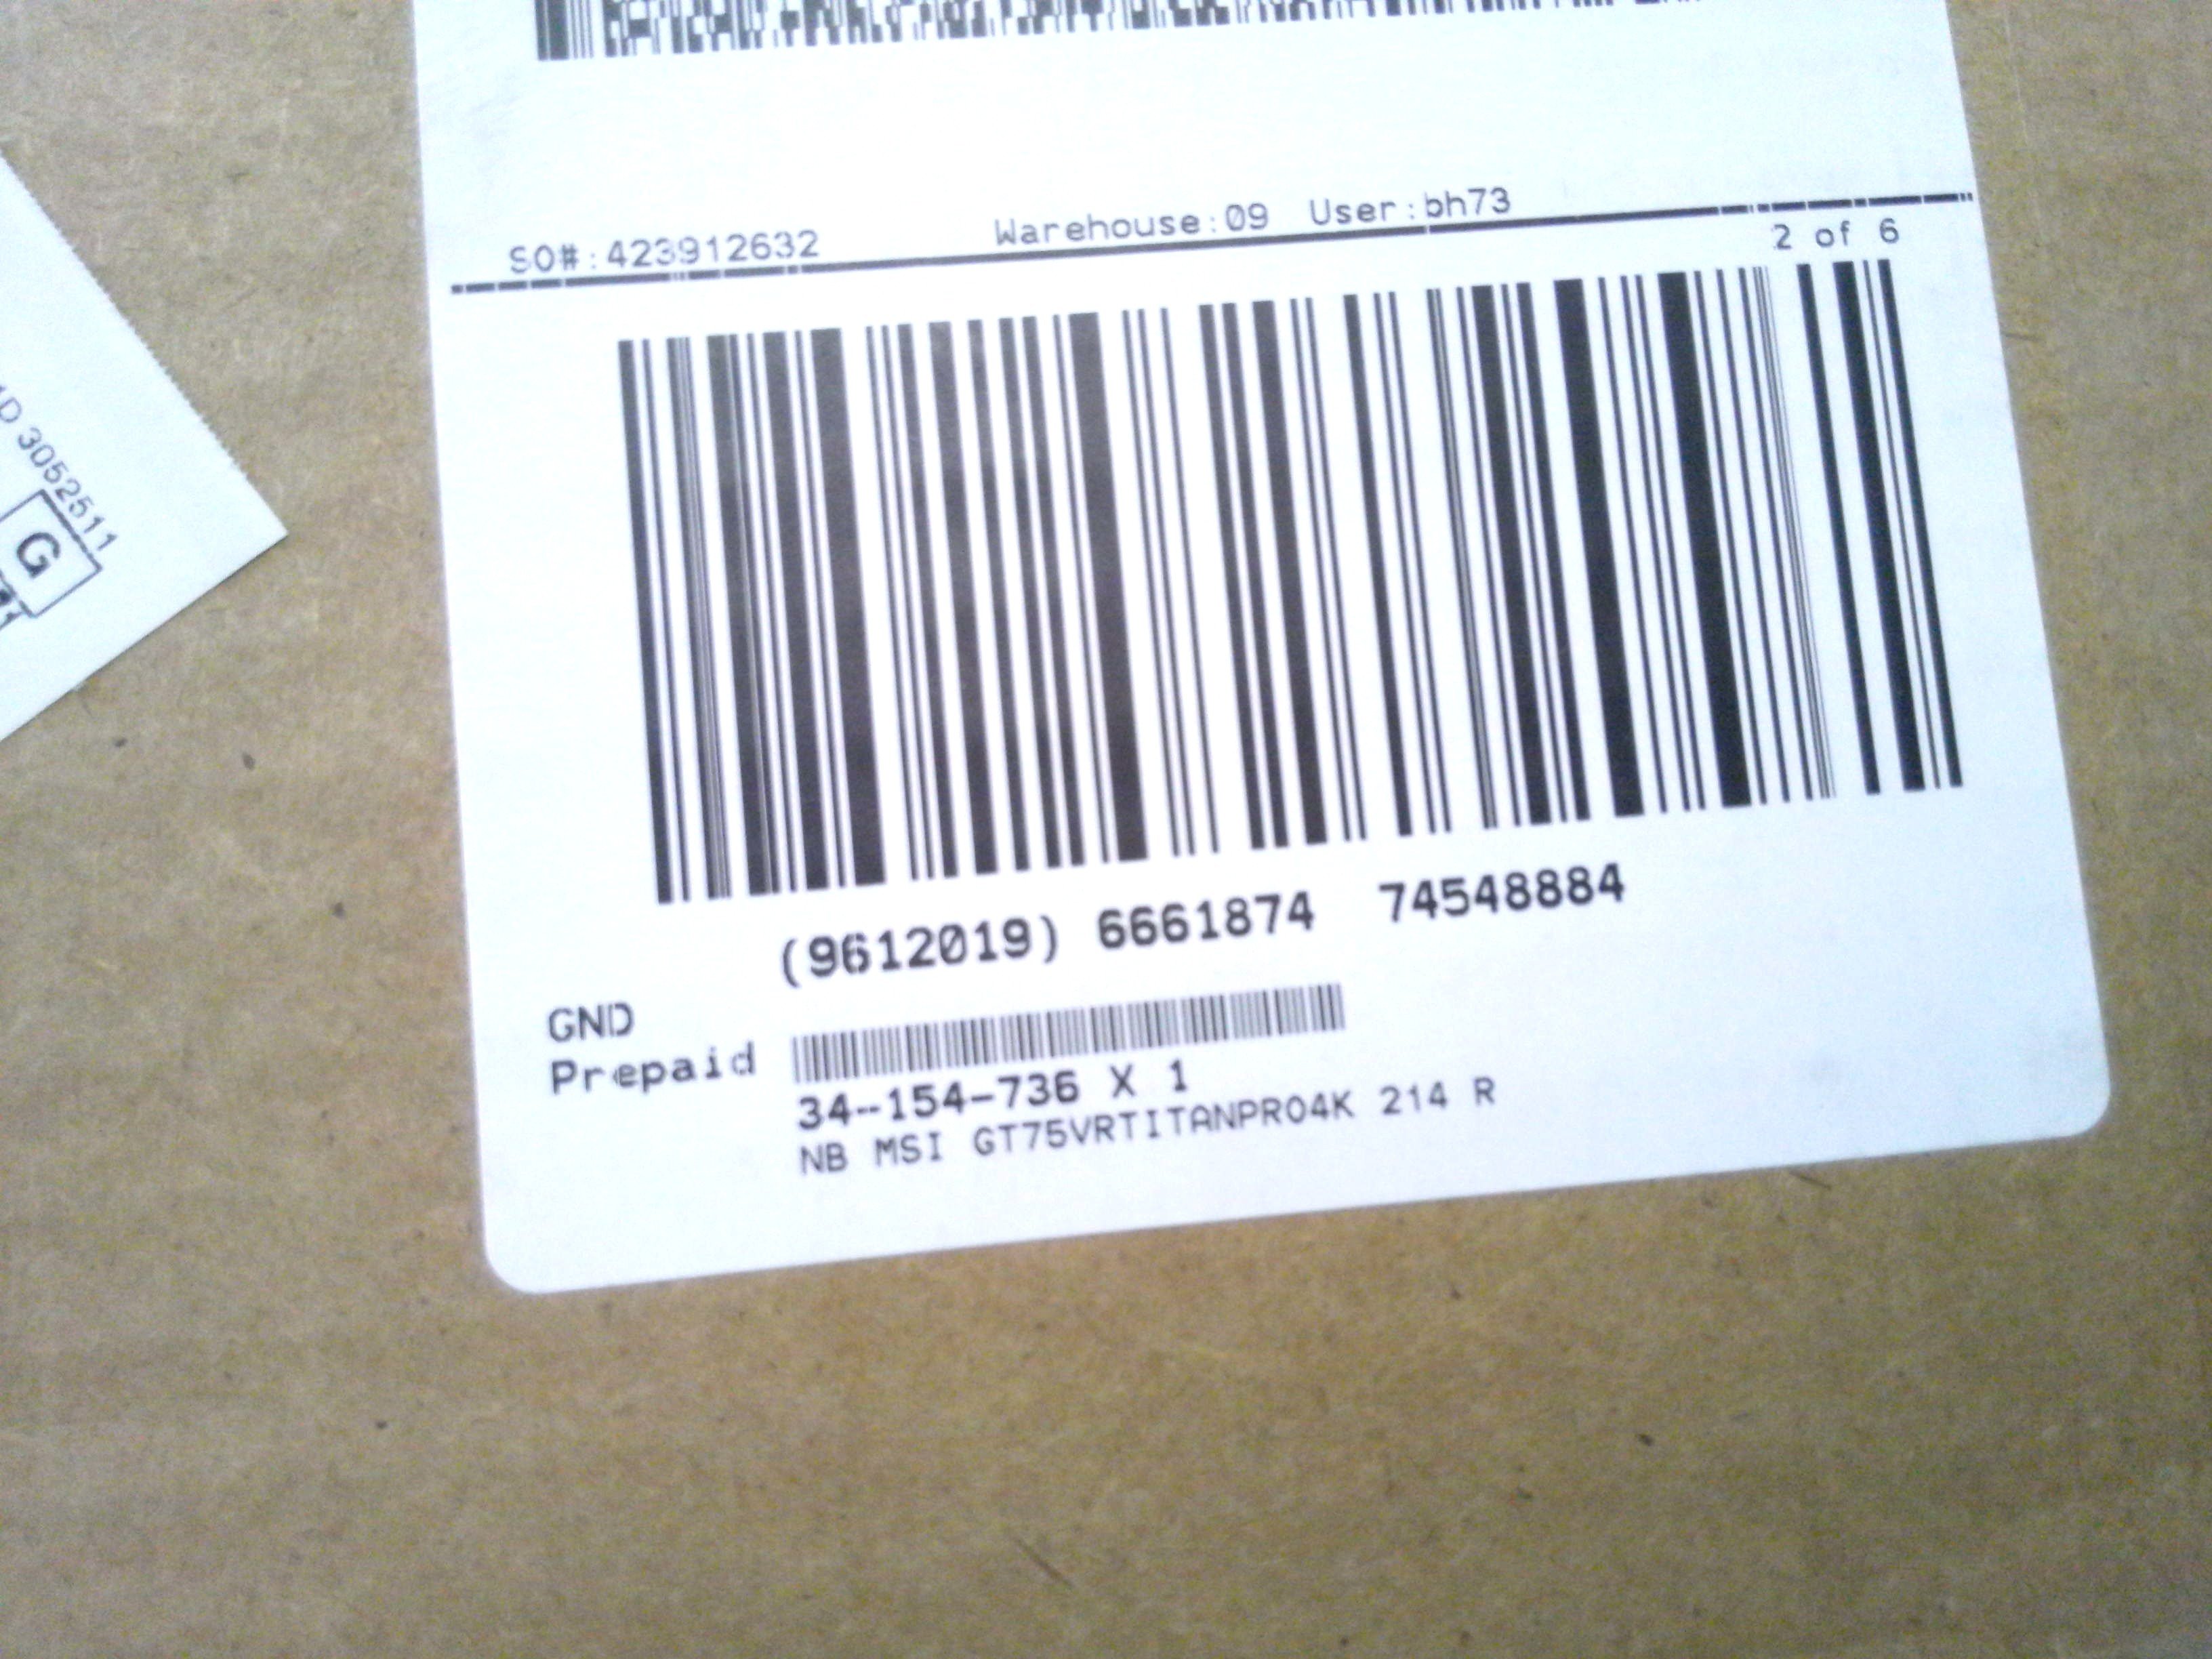 SO#:423912632 Warehouse:09 User:bh73
2 of 6
(9612019) 6661874 74548884
GND
Prepaid
34--154-736 X 1
NB MSI GT75VRTITANPRO4K 214 R
ID 3052511
G